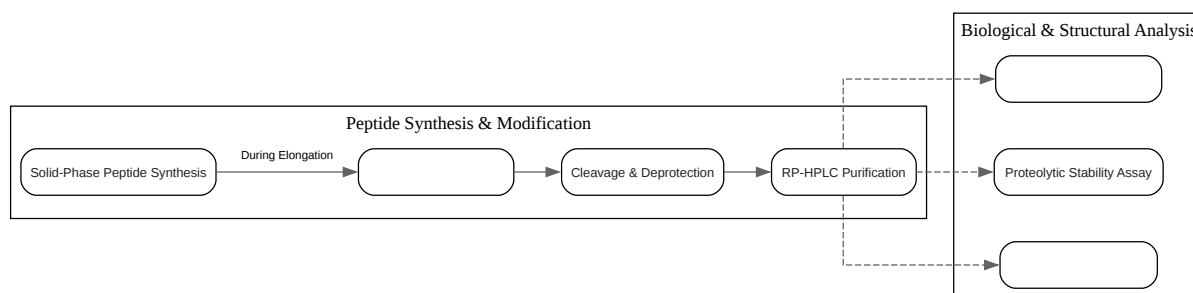 Biological & Structural Analysis
Peptide Synthesis & Modification
Solid-Phase Peptide Synthesis
During Elongation
Cleavage & Deprotection
RP-HPLC Purification
Proteolytic Stability Assay